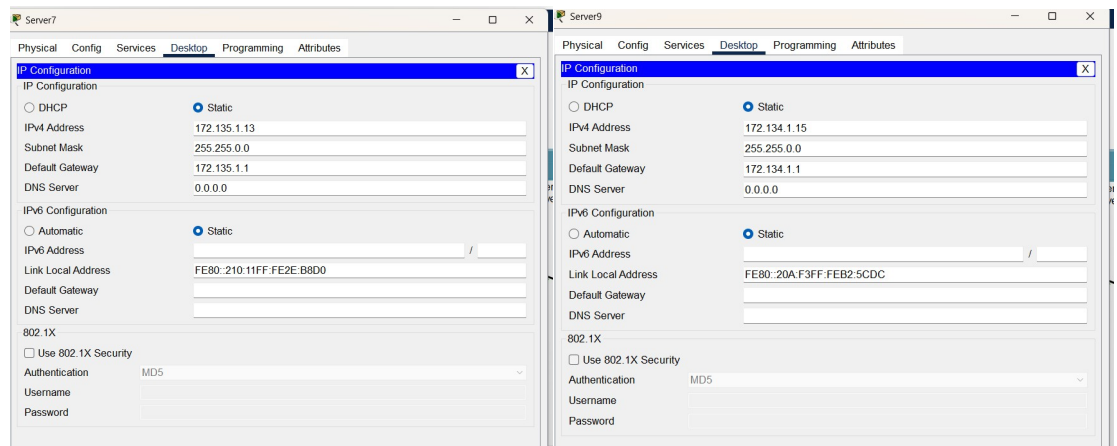 Server7
Physical Config Services Desktop Programming Attributes
IP Configuration X
IP Configuration
DHCP Static
IPv4 Address 172.135.1.13
Subnet Mask 255.255.0.0
Default Gateway 172.135.1.1
DNS Server 0.0.0.0
IPv6 Configuration
Automatic Static
IPv6 Address /
Link Local Address FE80::210:11FF:FE2E:B8D0
Default Gateway
DNS Server
802.1X
Use 802.1X Security
Authentication MD5
Username
Password
Server9
Physical Config Services Desktop Programming Attributes
IP Configuration X
IP Configuration
DHCP Static
IPv4 Address 172.134.1.15
Subnet Mask 255.255.0.0
Default Gateway 172.134.1.1
DNS Server 0.0.0.0
IPv6 Configuration
Automatic Static
IPv6 Address /
Link Local Address FE80::20A:F3FF:FEB2:5CDC
Default Gateway
DNS Server
802.1X
Use 802.1X Security
Authentication MD5
Username
Password